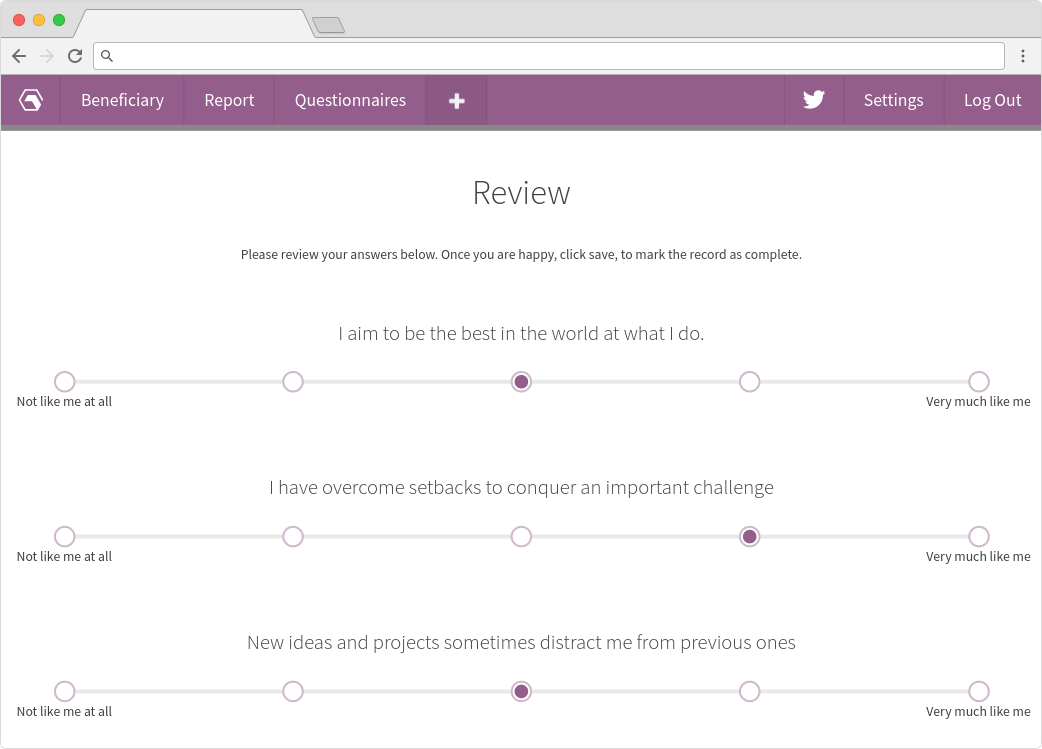 Beneficiary Report Questionnaires Settings Log Out
Review
Please review your answers below. Once you are happy, click save, to mark the record as complete.
I aim to be the best in the world at what I do.
Not like me at all Very much like me
I have overcome setbacks to conquer an important challenge
Not like me at all Very much like me
New ideas and projects sometimes distract me from previous ones
Not like me at all Very much like me